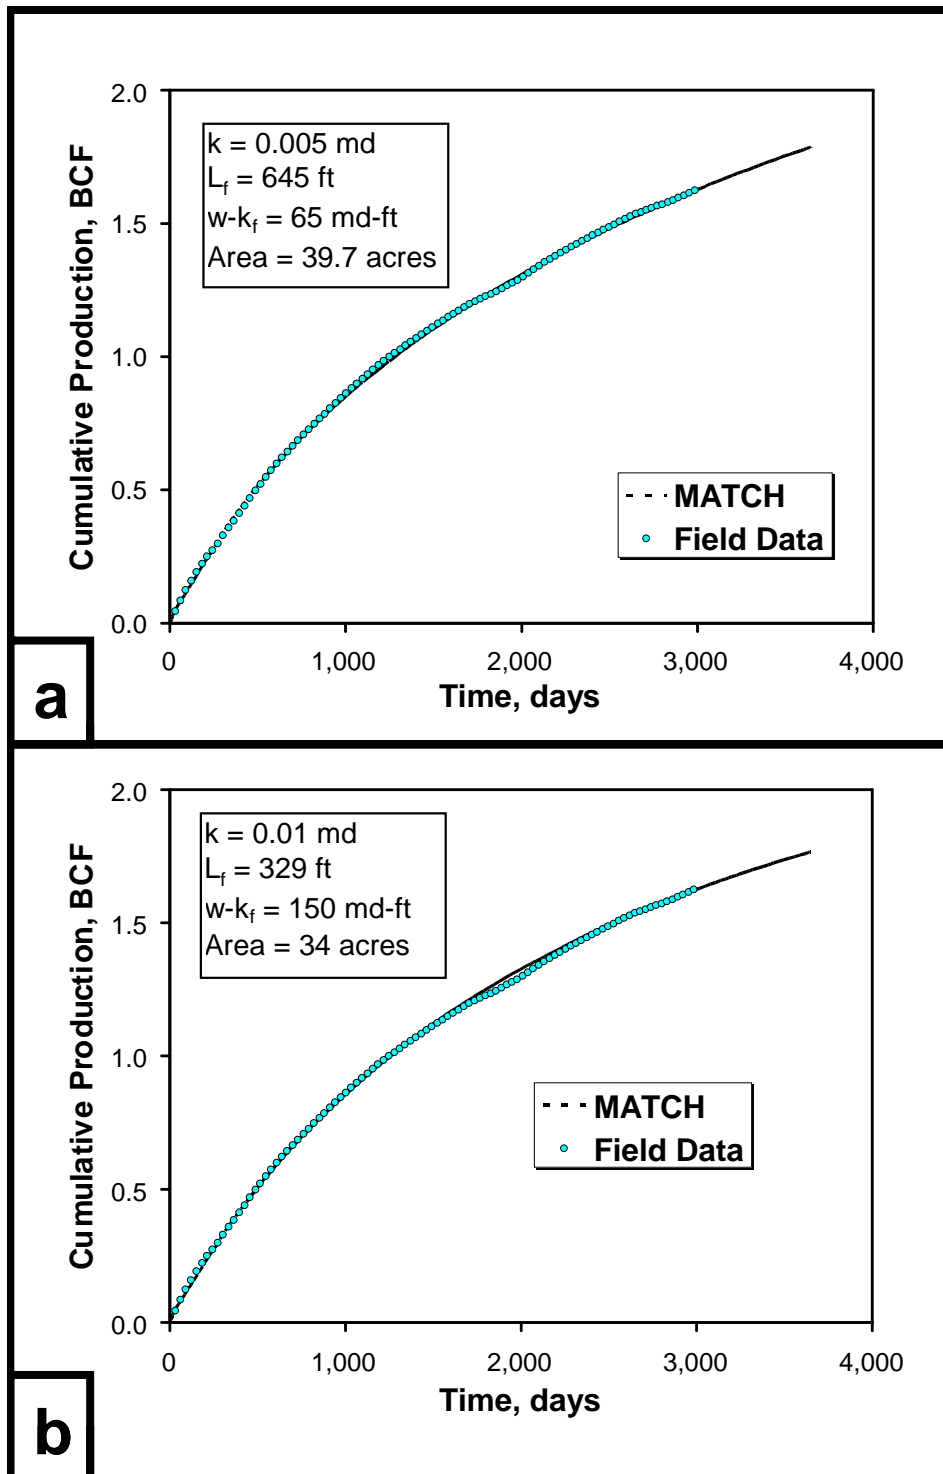 2.0
1.5
1.0
0.5
0.0
Cumulative Production, BCF
k = 0.005 md
Lf = 645 ft
w-kf = 65 md-ft
Area = 39.7 acres
MATCH
Field Data
0 1,000 2,000 3,000 4,000
Time, days
a
2.0
1.5
1.0
0.5
0.0
Cumulative Production, BCF
k = 0.01 md
Lf = 329 ft
w-kf = 150 md-ft
Area = 34 acres
MATCH
Field Data
0 1,000 2,000 3,000 4,000
Time, days
b